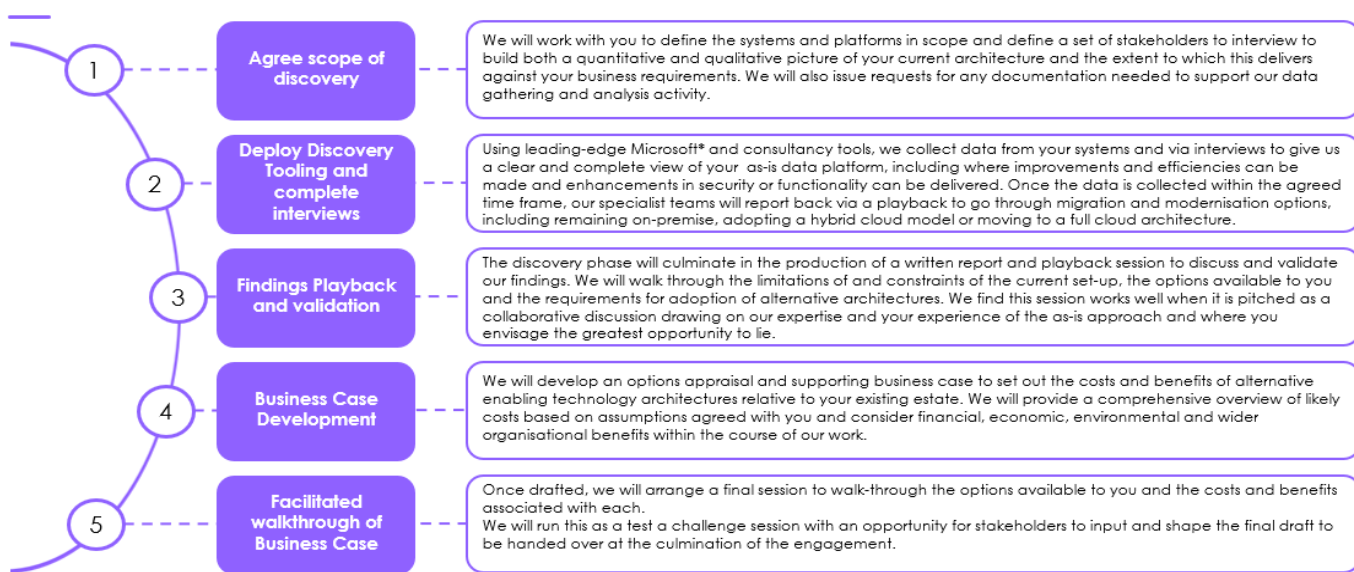 1
Agree scope of
discovery
We will work with you to define the systems and platforms in scope and define a set of stakeholders to interview to
build both a quantitative and qualitative picture of your current architecture and the extent to which this delivers
against your business requirements. We will also issue requests for any documentation needed to support our data
gathering and analysis activity.
2
Deploy Discovery
Tooling and
complete
interviews
Using leading-edge Microsoft* and consultancy tools, we collect data from your systems and via interviews to give us
a clear and complete view of your as-is data platform, including where improvements and efficiencies can be
made and enhancements in security or functionality can be delivered. Once the data is collected within the agreed
time frame, our specialist teams will report back via a playback to go through migration and modernisation options,
including remaining on-premise, adopting a hybrid cloud model or moving to a full cloud architecture.
3
Findings Playback
and validation
The discovery phase will culminate in the production of a written report and playback session to discuss and validate
our findings. We will walk through the limitations of and constraints of the current set-up, the options available to you
and the requirements for adoption of alternative architectures. We find this session works well when it is pitched as a
collaborative discussion drawing on our expertise and your experience of the as-is approach and where you
envisage the greatest opportunity to lie.
4
Business Case
Development
We will develop an options appraisal and supporting business case to set out the costs and benefits of alternative
enabling technology architectures relative to your existing estate. We will provide a comprehensive overview of likely
costs based on assumptions agreed with you and consider financial, economic, environmental and wider
organisational benefits within the course of our work.
5
Facilitated
walkthrough of
Business Case
Once drafted, we will arrange a final session to walk-through the options available to you and the costs and benefits
associated with each.
We will run this as a test a challenge session with an opportunity for stakeholders to input and shape the final draft to
be handed over at the culmination of the engagement.